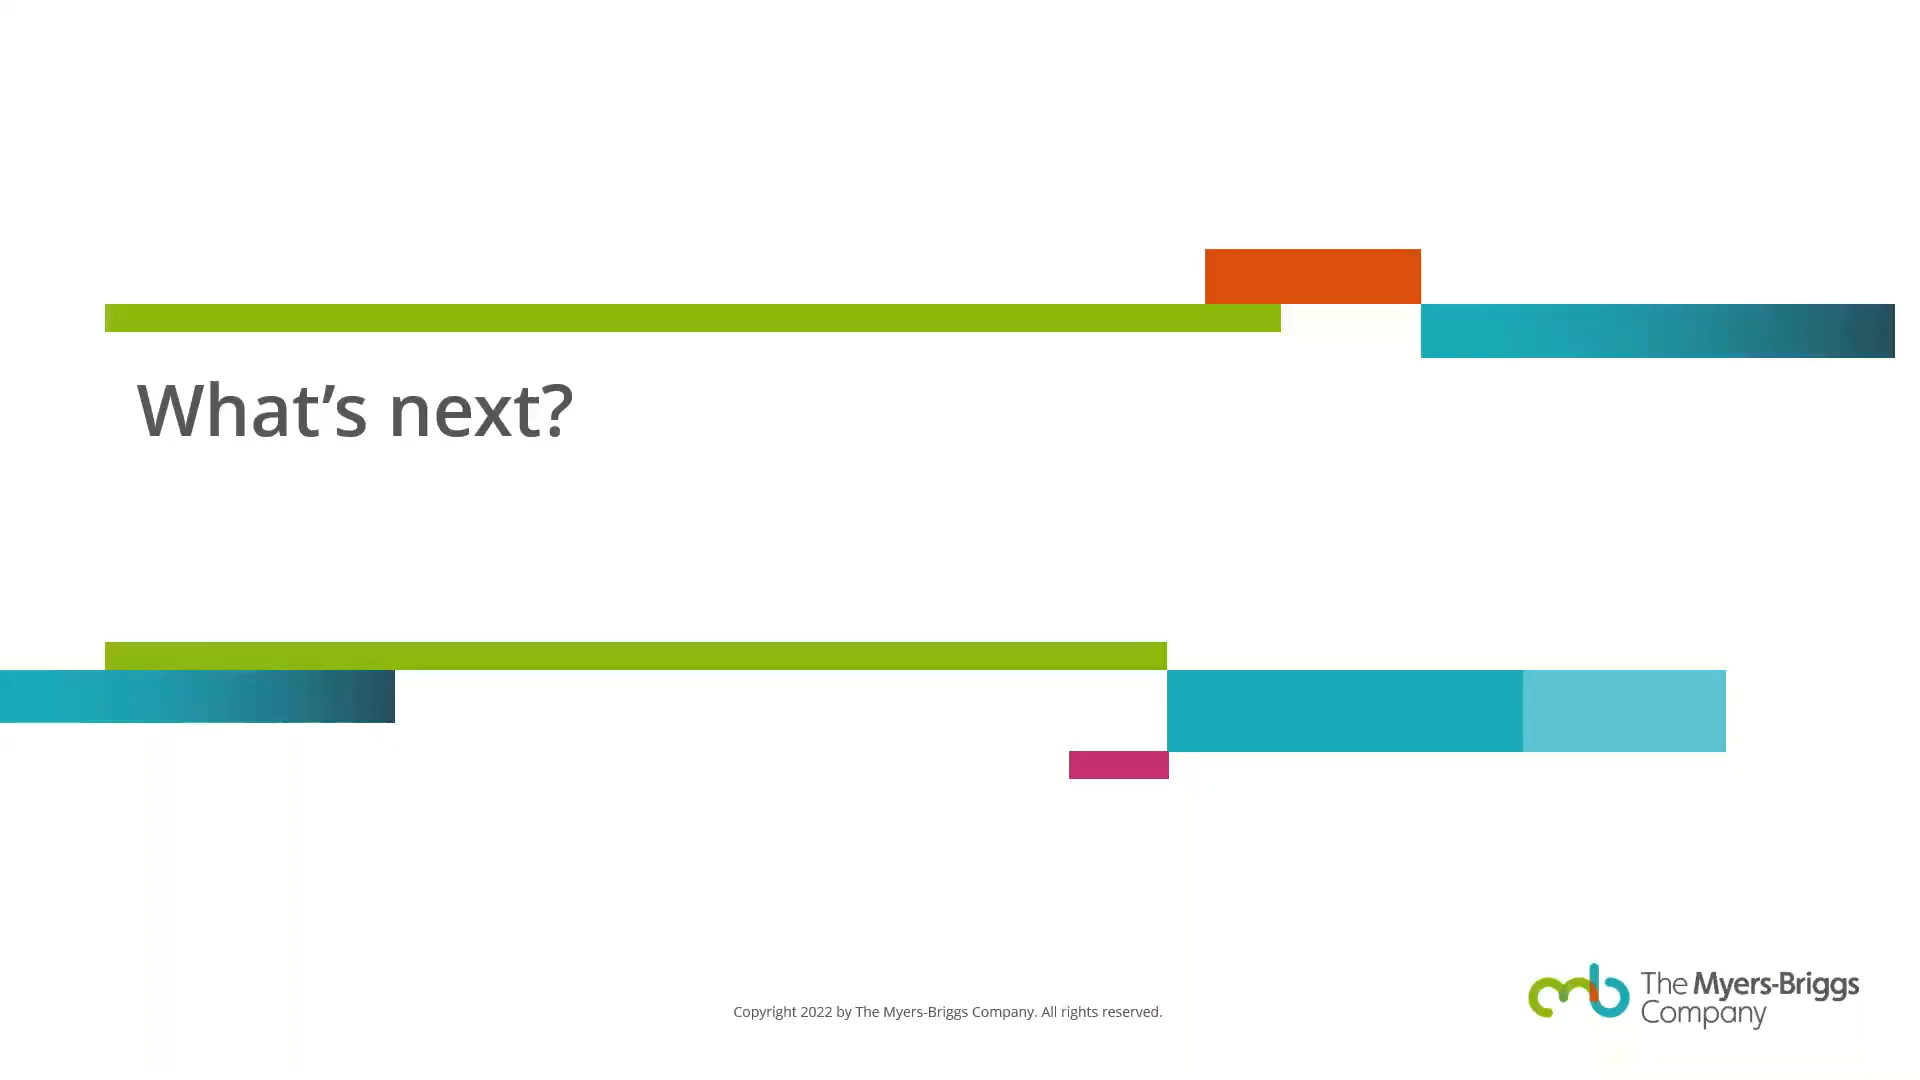 What’s next?
Copyright 2022 by The Myers-Briggs Company. All rights reserved.
The Myers-Briggs
Company